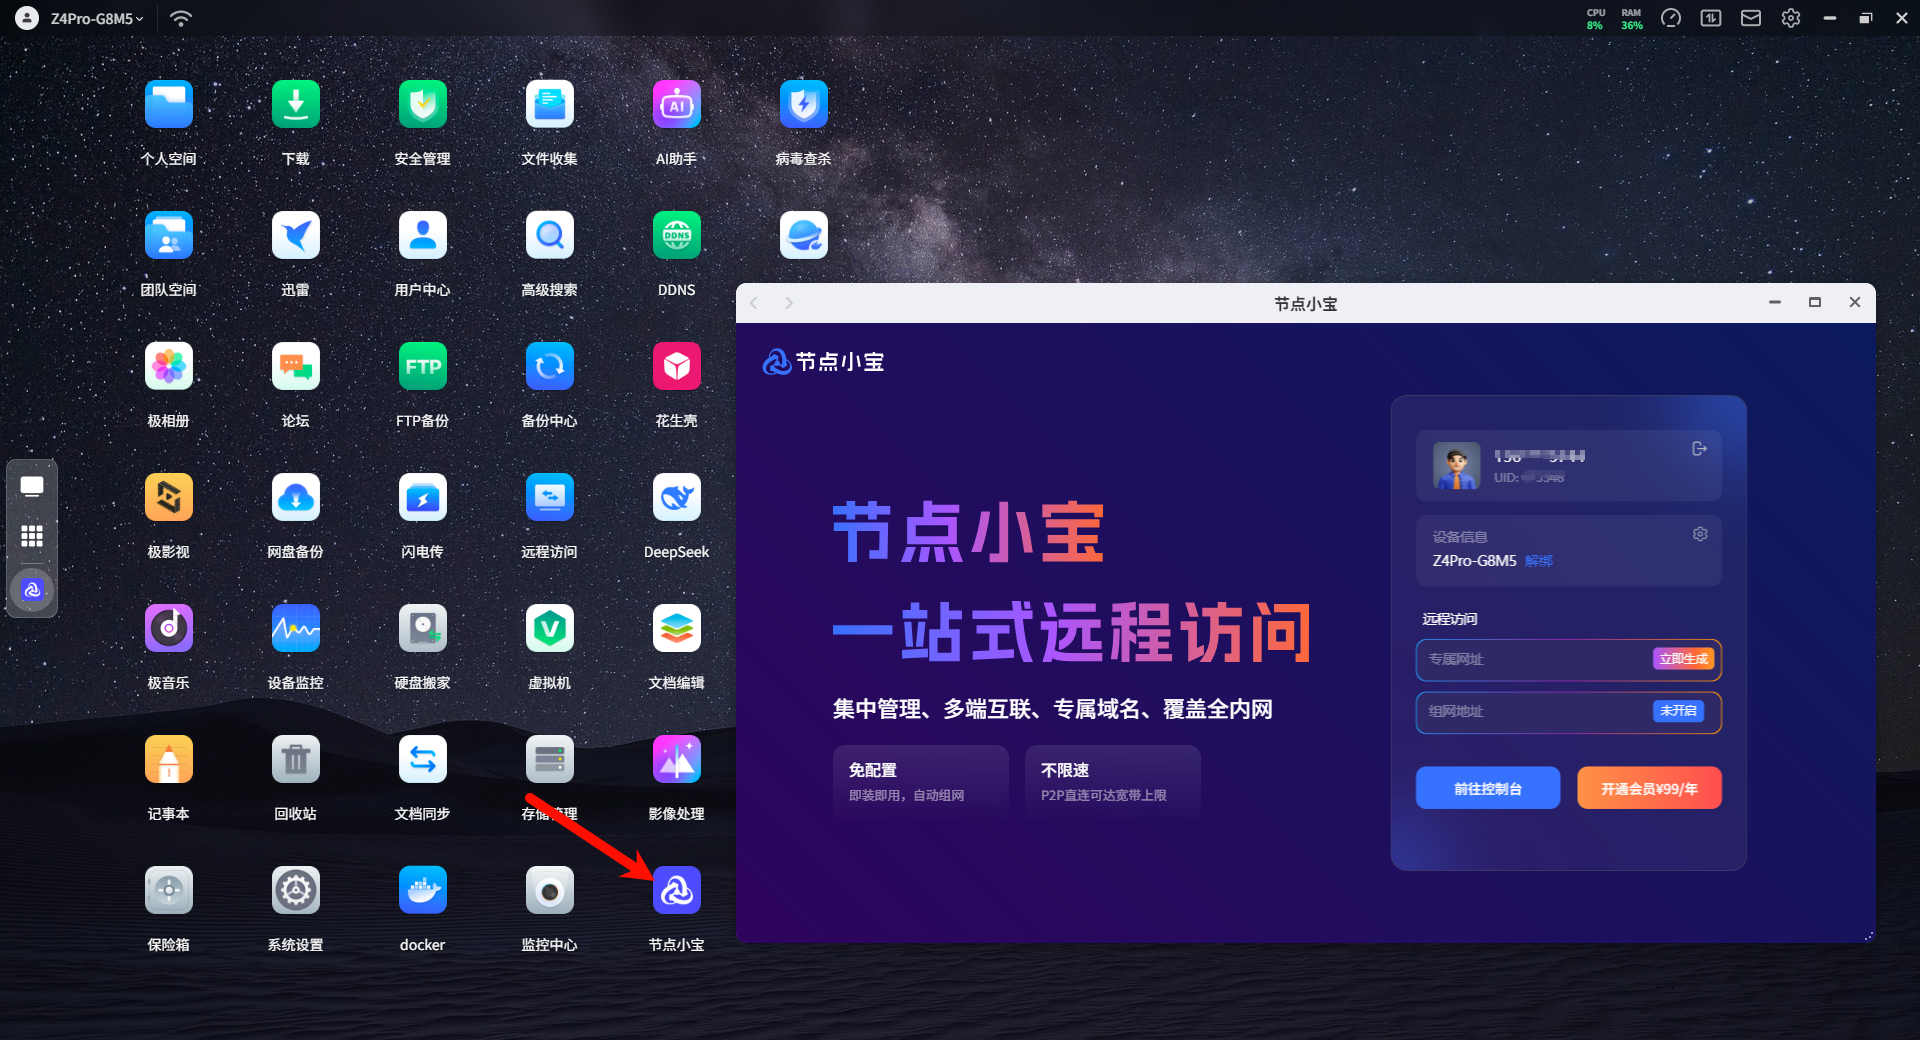 Z4Pro-G8M5
CPU
8%
RAM
36%
个人空间
下载
安全管理
文件收集
AI
AI助手
病毒查杀
团队空间
迅雷
用户中心
高级搜索
DDNS
DDNS
极相册
论坛
FTP
FTP备份
备份中心
花生壳
极影视
网盘备份
闪电传
远程访问
DeepSeek
极音乐
设备监控
硬盘搬家
虚拟机
文档编辑
记事本
回收站
文档同步
影像处理
保险箱
系统设置
docker
监控中心
节点小宝
节点小宝
节点小宝
节点小宝
一站式远程访问
集中管理、多端互联、专属域名、覆盖全内网
免配置
即装即用，自动组网
不限速
P2P直连可达宽带上限
UID:
设备信息
Z4Pro-G8M5 解绑
远程访问
专属网址
立即生成
组网地址
未开启
前往控制台
开通会员¥99/年